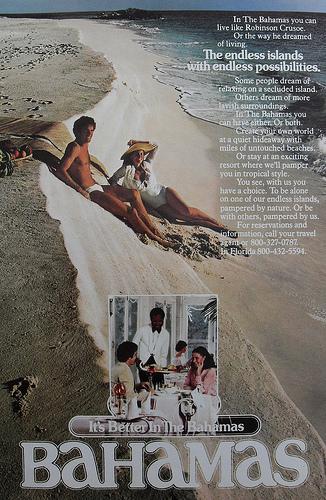 In The Bahamas you can
live like Robinson Crusoe.
Or the way he dreamed
of living.
The endless islands
with endless possibilities.
Some people dream of
relaxing on a secluded island.
Others dream of more
lavish surroundings.
In The Bahamas you
can have either. Or both.
Create your own world
at a quiet hideaway with
miles of untouched beaches.
Or stay at an exciting
resort where we'll pamper
you in tropical style.
You see, with us you
have a choice. To be alone
on one of our endless islands,
pampered by nature. Or be
with others, pampered by us.
For reservations and
information, call your travel
agent or 800-327-0787.
In Florida 800-432-5594.
It's Better In The Bahamas
BAHAMAS